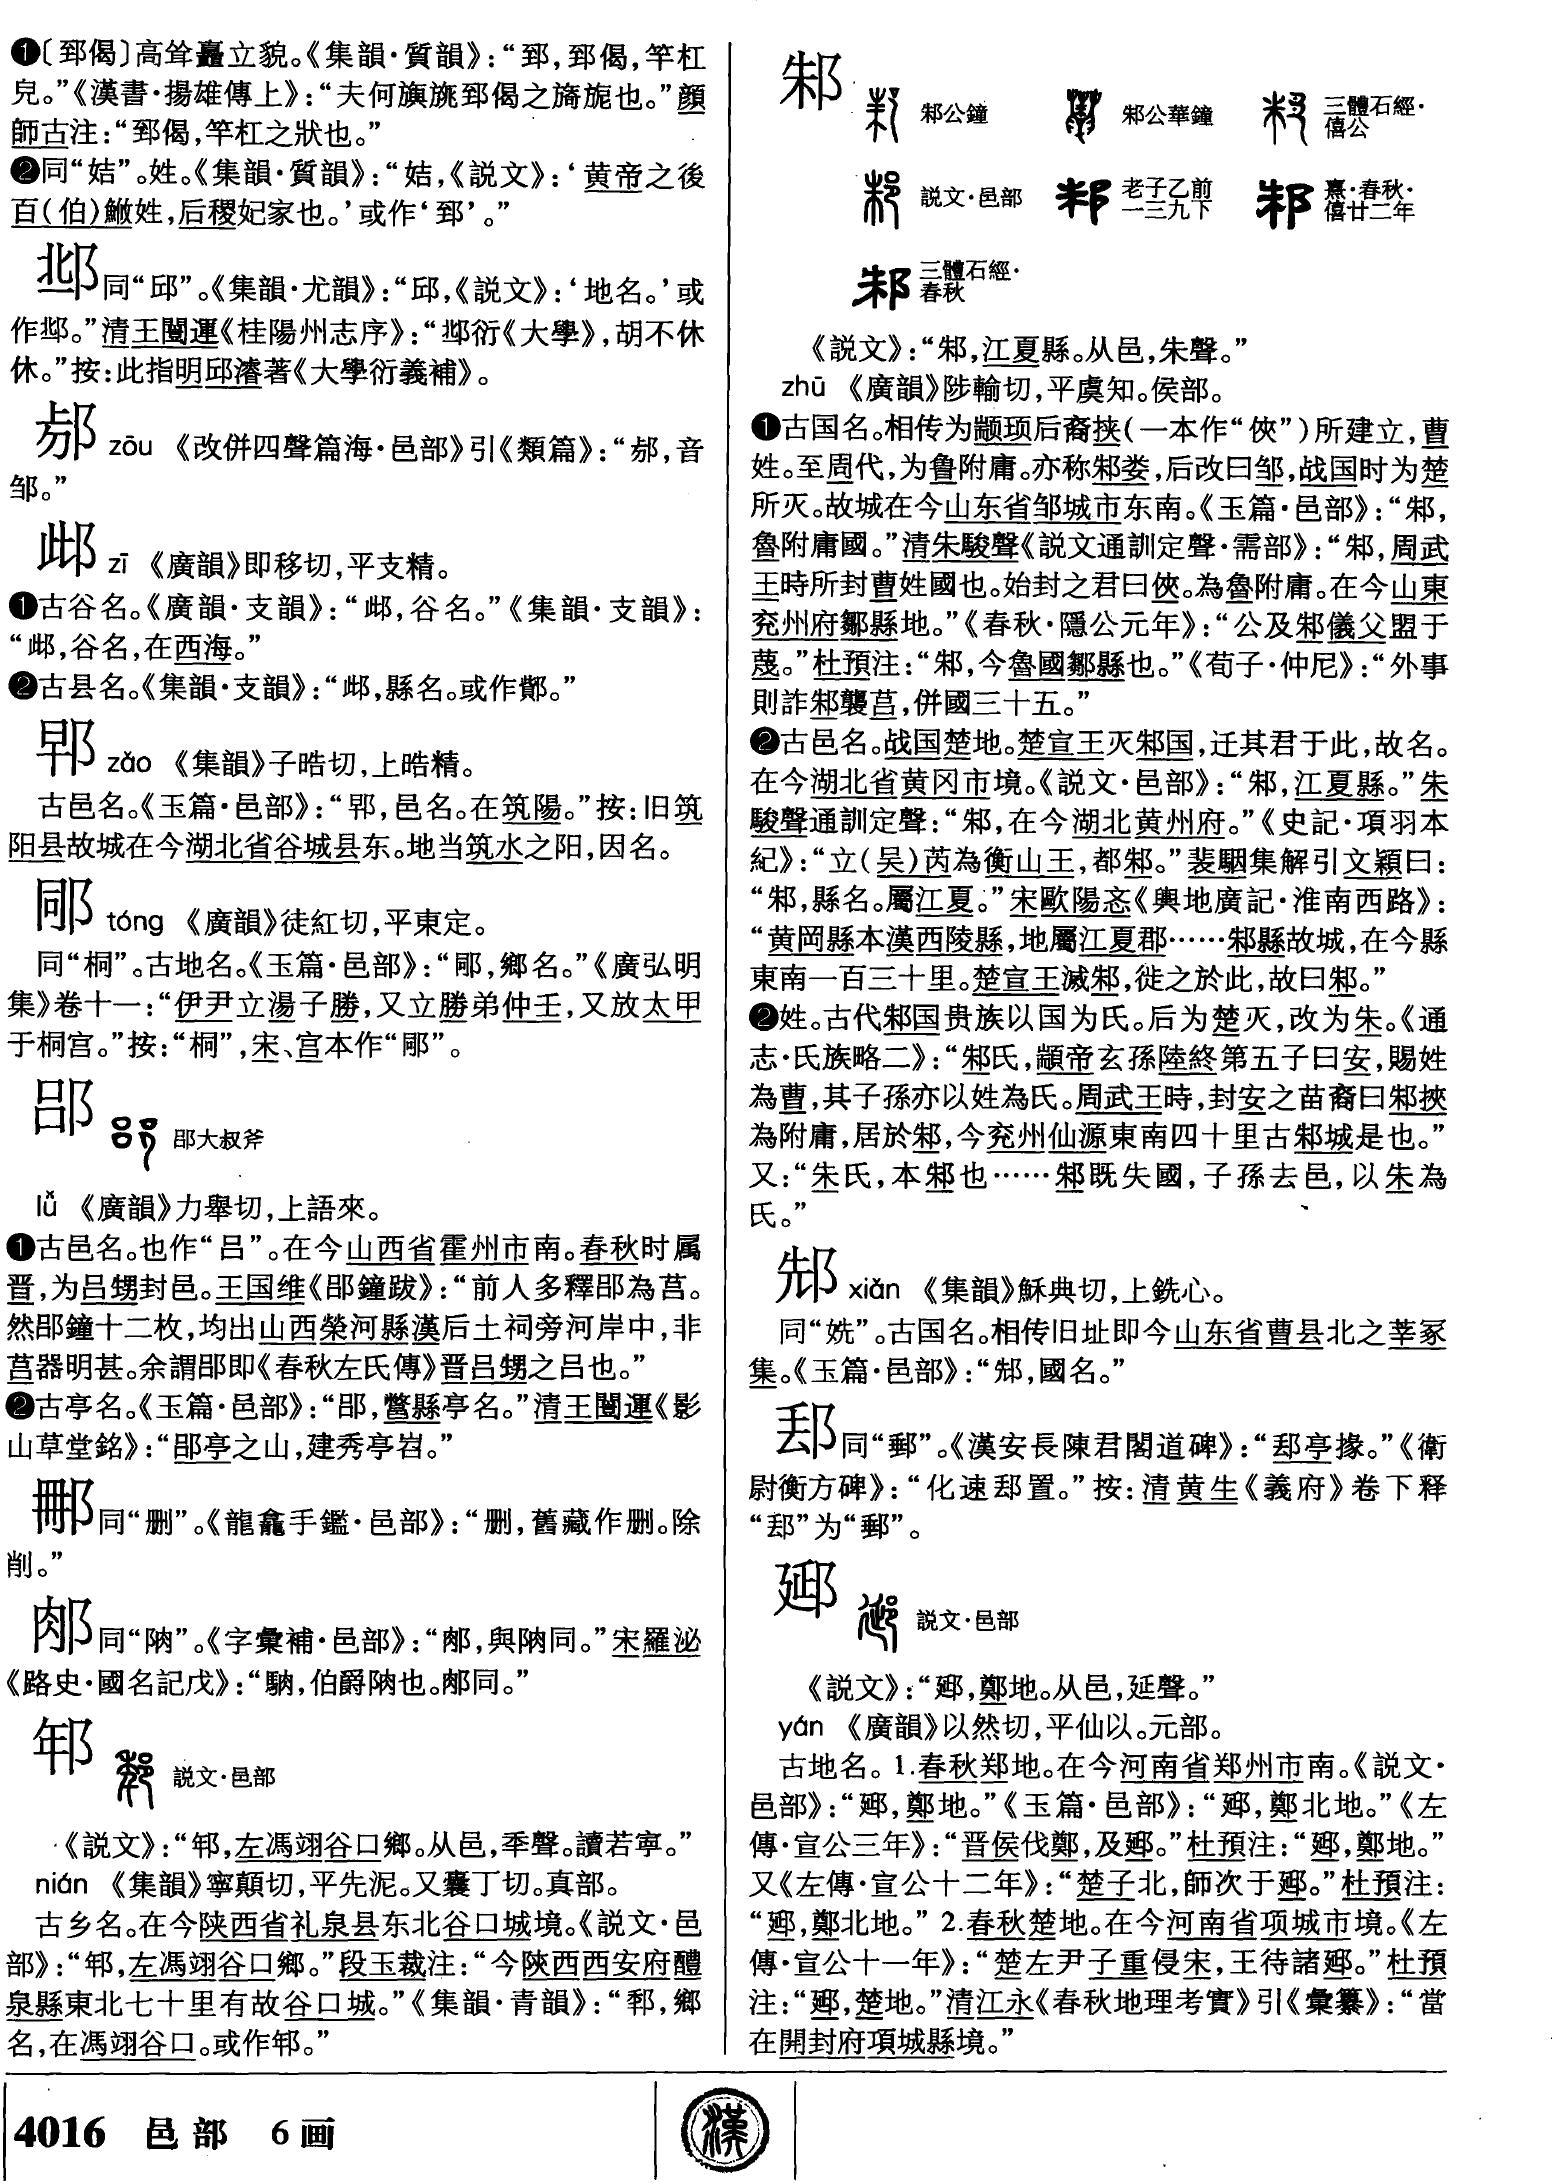 ❶〔郅偈〕高耸矗立貌。《集韻·質韻》：“郅，郅偈，竿杠
皃。”《漢書·揚雄傳上》：“夫何旟旐郅偈之旖旎也。”顔
師古注：“郅偈，竿杠之狀也。”
❷同“姞”。姓。《集韻·質韻》：“姞，《説文》：‘黄帝之後
百(伯)鮍姓，后稷妃家也。’或作‘郅’。”
同“邱”。《集韻·尤韻》：“邱，《説文》：‘地名。’或
作𨚑。”清王闓運《桂陽州志序》：“𨚑衍《大學》，胡不休
休。”按：此指明邱濬著《大學衍義補》。
zōu 《改併四聲篇海·邑部》引《類篇》：“，音
邹。”
𨚖 zī 《廣韻》即移切，平支精。
❶古谷名。《廣韻·支韻》：“𨚖，谷名。”《集韻·支韻》：
“𨚖，谷名，在西海。”
❷古县名。《集韻·支韻》：“𨚖，縣名。或作鄑。”
zǎo 《集韻》子晧切，上晧精。
古邑名。《玉篇·邑部》：“，邑名。在筑陽。”按：旧筑
阳县故城在今湖北省谷城县东。地当筑水之阳，因名。
𨚯 tóng 《廣韻》徒紅切，平東定。
同“桐”。古地名。《玉篇·邑部》：“𨚯，鄉名。”《廣弘明
集》卷十一：“伊尹立湯子勝，又立勝弟仲壬，又放太甲
于桐宫。”按：“桐”，宋、宫本作“𨚯”。
郘 郘大叔斧
lǚ 《廣韻》力舉切，上語來。
❶古邑名。也作“吕”。在今山西省霍州市南。春秋时属
晋，为吕甥封邑。王国维《郘鐘跋》：“前人多釋郘為莒。
然郘鐘十二枚，均出山西榮河縣漢后土祠旁河岸中，非
莒器明甚。余謂郘即《春秋左氏傳》晋吕甥之吕也。”
❷古亭名。《玉篇·邑部》：“郘，鷩縣亭名。”清王闓運《影
山草堂銘》：“郘亭之山，建秀亭岧。”
同“删”。《龍龕手鑑·邑部》：“删，舊藏作删。除
削。”
同“䏰”。《字彙補·邑部》：“，與同。”宋羅泌
《路史·國名記戊》：“，伯爵也。同。”
邾 説文·邑部
《説文》：“，左馮翊谷口鄉。从邑，秊聲。讀若寧。”
nián 《集韻》寧顛切，平先泥。又囊丁切。真部。
古乡名。在今陕西省礼泉县东北谷口城境。《説文·邑
部》：“，左馮翊谷口鄉。”段玉裁注：“今陝西西安府醴
泉縣東北七十里有故谷口城。”《集韻·青韻》：“，鄉
名，在馮翊谷口。或作。”
邾 邾公鐘 邾公華鐘 三體石經·僖公
説文·邑部 老子乙前一三九下 熹·春秋·僖廿二年
三體石經·春秋
《説文》：“邾，江夏縣。从邑，朱聲。”
zhū 《廣韻》陟輸切，平虞知。侯部。
❶古国名。相传为颛顼后裔挟(一本作“俠”)所建立，曹
姓。至周代，为鲁附庸。亦称邾娄，后改曰邹，战国时为楚
所灭。故城在今山东省邹城市东南。《玉篇·邑部》：“邾，
魯附庸國。”清朱駿聲《説文通訓定聲·需部》：“邾，周武
王時所封曹姓國也。始封之君曰俠。為魯附庸。在今山東
兖州府鄒縣地。”《春秋·隱公元年》：“公及邾儀父盟于
蔑。”杜預注：“邾，今魯國鄒縣也。”《荀子·仲尼》：“外事
則詐邾襲莒，併國三十五。”
❷古邑名。战国楚地。楚宣王灭邾国，迁其君于此，故名。
在今湖北省黄冈市境。《説文·邑部》：“邾，江夏縣。”朱
駿聲通訓定聲：“邾，在今湖北黄州府。”《史記·項羽本
紀》：“立(吴)芮為衡山王，都邾。”裴駰集解引文穎曰：
“邾，縣名。屬江夏。”宋歐陽忞《輿地廣記·淮南西路》：
“黄岡縣本漢西陵縣，地屬江夏郡……邾縣故城，在今縣
東南一百三十里。楚宣王滅邾，徙之於此，故曰邾。”
❷姓。古代邾国贵族以国为氏。后为楚灭，改为朱。《通
志·氏族略二》：“邾氏，顓帝玄孫陸終第五子曰安，賜姓
為曹，其子孫亦以姓為氏。周武王時，封安之苗裔曰邾挾
為附庸，居於邾，今兖州仙源東南四十里古邾城是也。”
又：“朱氏，本邾也……邾既失國，子孫去邑，以朱為
氏。”
xiǎn 《集韻》穌典切，上銑心。
同“姺”。古国名。相传旧址即今山东省曹县北之莘冢
集。《玉篇·邑部》：“，國名。”
同“郵”。《漢安長陳君閣道碑》：“亭掾。”《衛
尉衡方碑》：“化速置。”按：清黄生《義府》卷下释
“”为“郵”。
郔 説文·邑部
《説文》：“郔，鄭地。从邑，延聲。”
yán 《廣韻》以然切，平仙以。元部。
古地名。1.春秋郑地。在今河南省郑州市南。《説文·
邑部》：“郔，鄭地。”《玉篇·邑部》：“郔，鄭北地。”《左
傳·宣公三年》：“晋侯伐鄭，及郔。”杜預注：“郔，鄭地。”
又《左傳·宣公十二年》：“楚子北，師次于郔。”杜預注：
“郔，鄭北地。” 2.春秋楚地。在今河南省项城市境。《左
傳·宣公十一年》：“楚左尹子重侵宋，王待諸郔。”杜預
注：“郔，楚地。”清江永《春秋地理考實》引《彙纂》：“當
在開封府項城縣境。”
4016 邑部 6画
漢